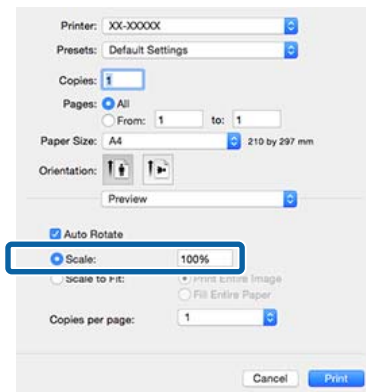 Printer: XX-XXXXX
Presets: Default Settings
Copies: 1
Pages: All
From: 1 to: 1
Paper Size: A4 210 by 297 mm
Orientation:
Preview
Auto Rotate
Scale: 100%
Scale to Fit: Print Entire Image
Fill Entire Paper
Copies per page: 1
Cancel Print